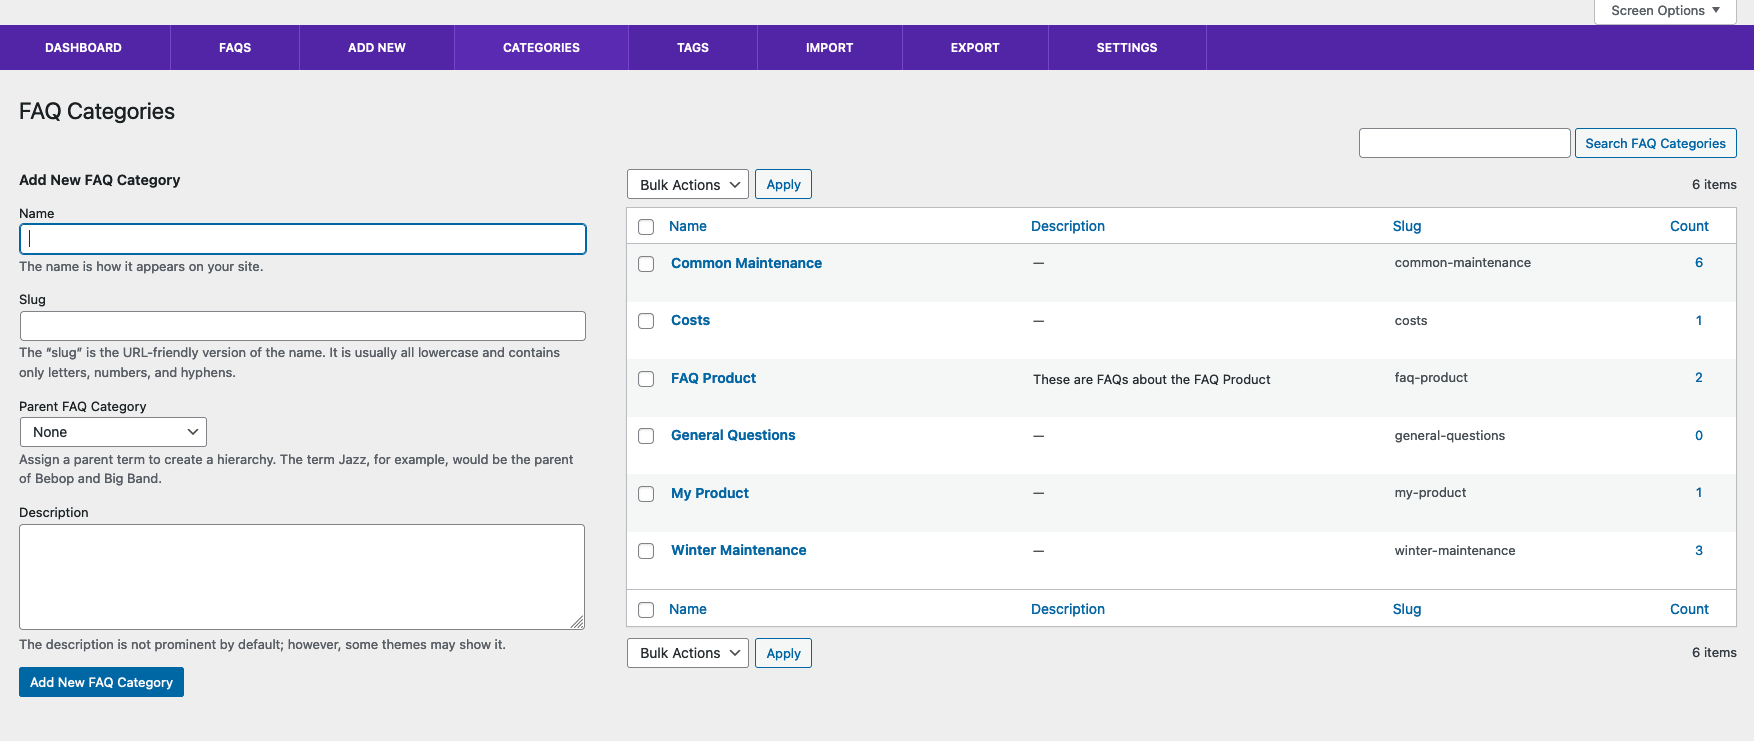 Screen Options ▼
DASHBOARD FAQS ADD NEW CATEGORIES TAGS IMPORT EXPORT SETTINGS
FAQ Categories
Search FAQ Categories
Add New FAQ Category
Name
The name is how it appears on your site.
Slug
The “slug” is the URL-friendly version of the name. It is usually all lowercase and contains
only letters, numbers, and hyphens.
Parent FAQ Category
None
Assign a parent term to create a hierarchy. The term Jazz, for example, would be the parent
of Bebop and Big Band.
Description
The description is not prominent by default; however, some themes may show it.
Add New FAQ Category
Bulk Actions Apply 6 items
Name Description Slug Count
Common Maintenance — common-maintenance 6
Costs — costs 1
FAQ Product These are FAQs about the FAQ Product faq-product 2
General Questions — general-questions 0
My Product — my-product 1
Winter Maintenance — winter-maintenance 3
Name Description Slug Count
Bulk Actions Apply 6 items